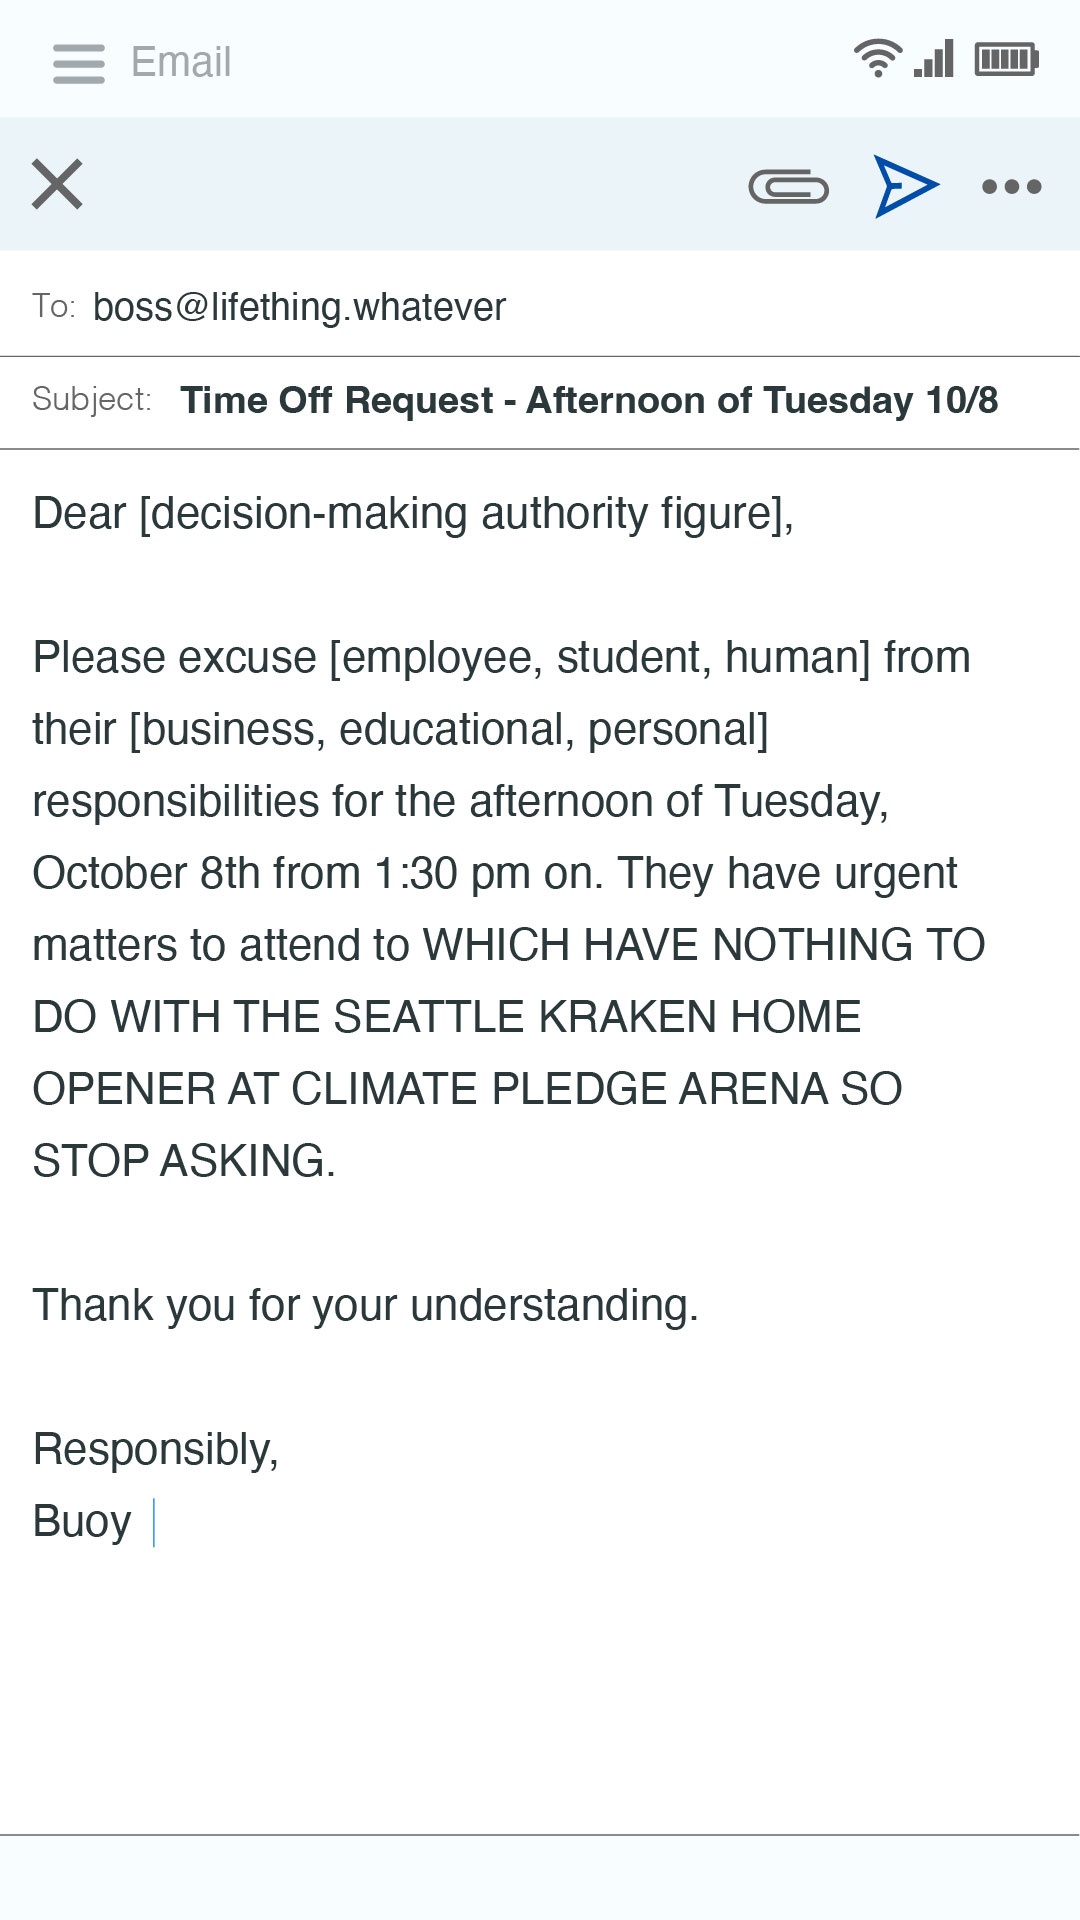 Email
To: boss@lifething.whatever
Subject: Time Off Request - Afternoon of Tuesday 10/8
Dear [decision-making authority figure],
Please excuse [employee, student, human] from
their [business, educational, personal]
responsibilities for the afternoon of Tuesday,
October 8th from 1:30 pm on. They have urgent
matters to attend to WHICH HAVE NOTHING TO
DO WITH THE SEATTLE KRAKEN HOME
OPENER AT CLIMATE PLEDGE ARENA SO
STOP ASKING.
Thank you for your understanding.
Responsibly,
Buoy